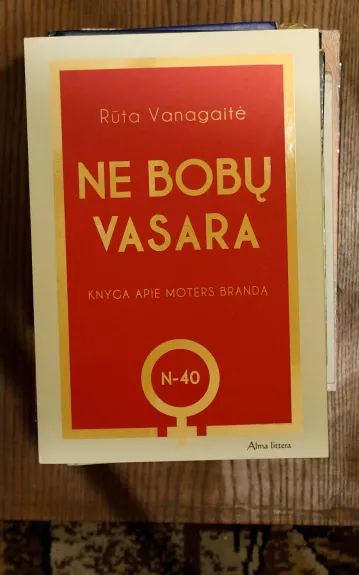 Rūta Vanagaitė
NE BOBŲ
VASARA
KNYGA APIE MOTERS BRANDĄ
N-40
Alma littera